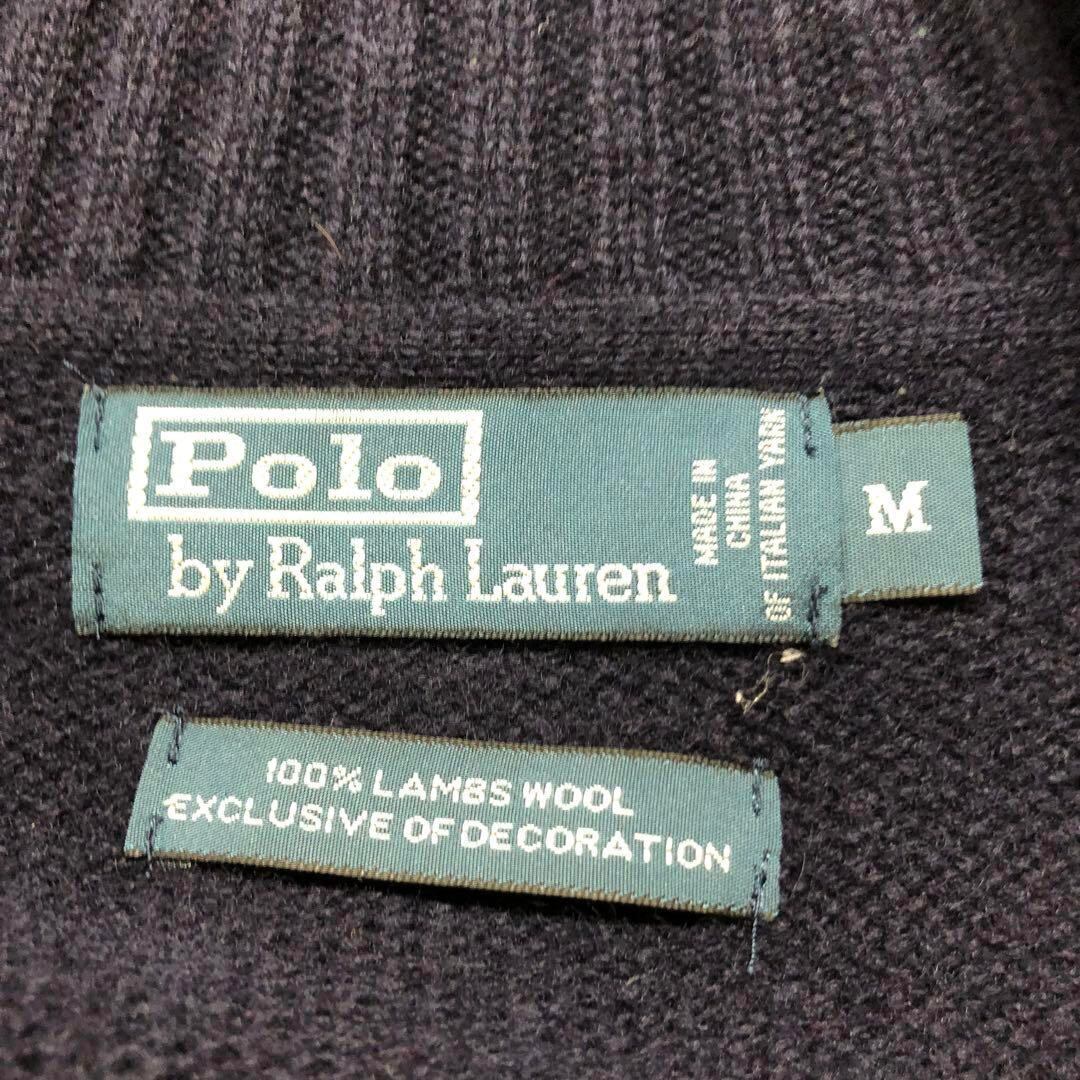 Polo
by Ralph Lauren
MADE IN
CHINA
OF ITALIAN YARN
M
100% LAMBS WOOL
EXCLUSIVE OF DECORATION